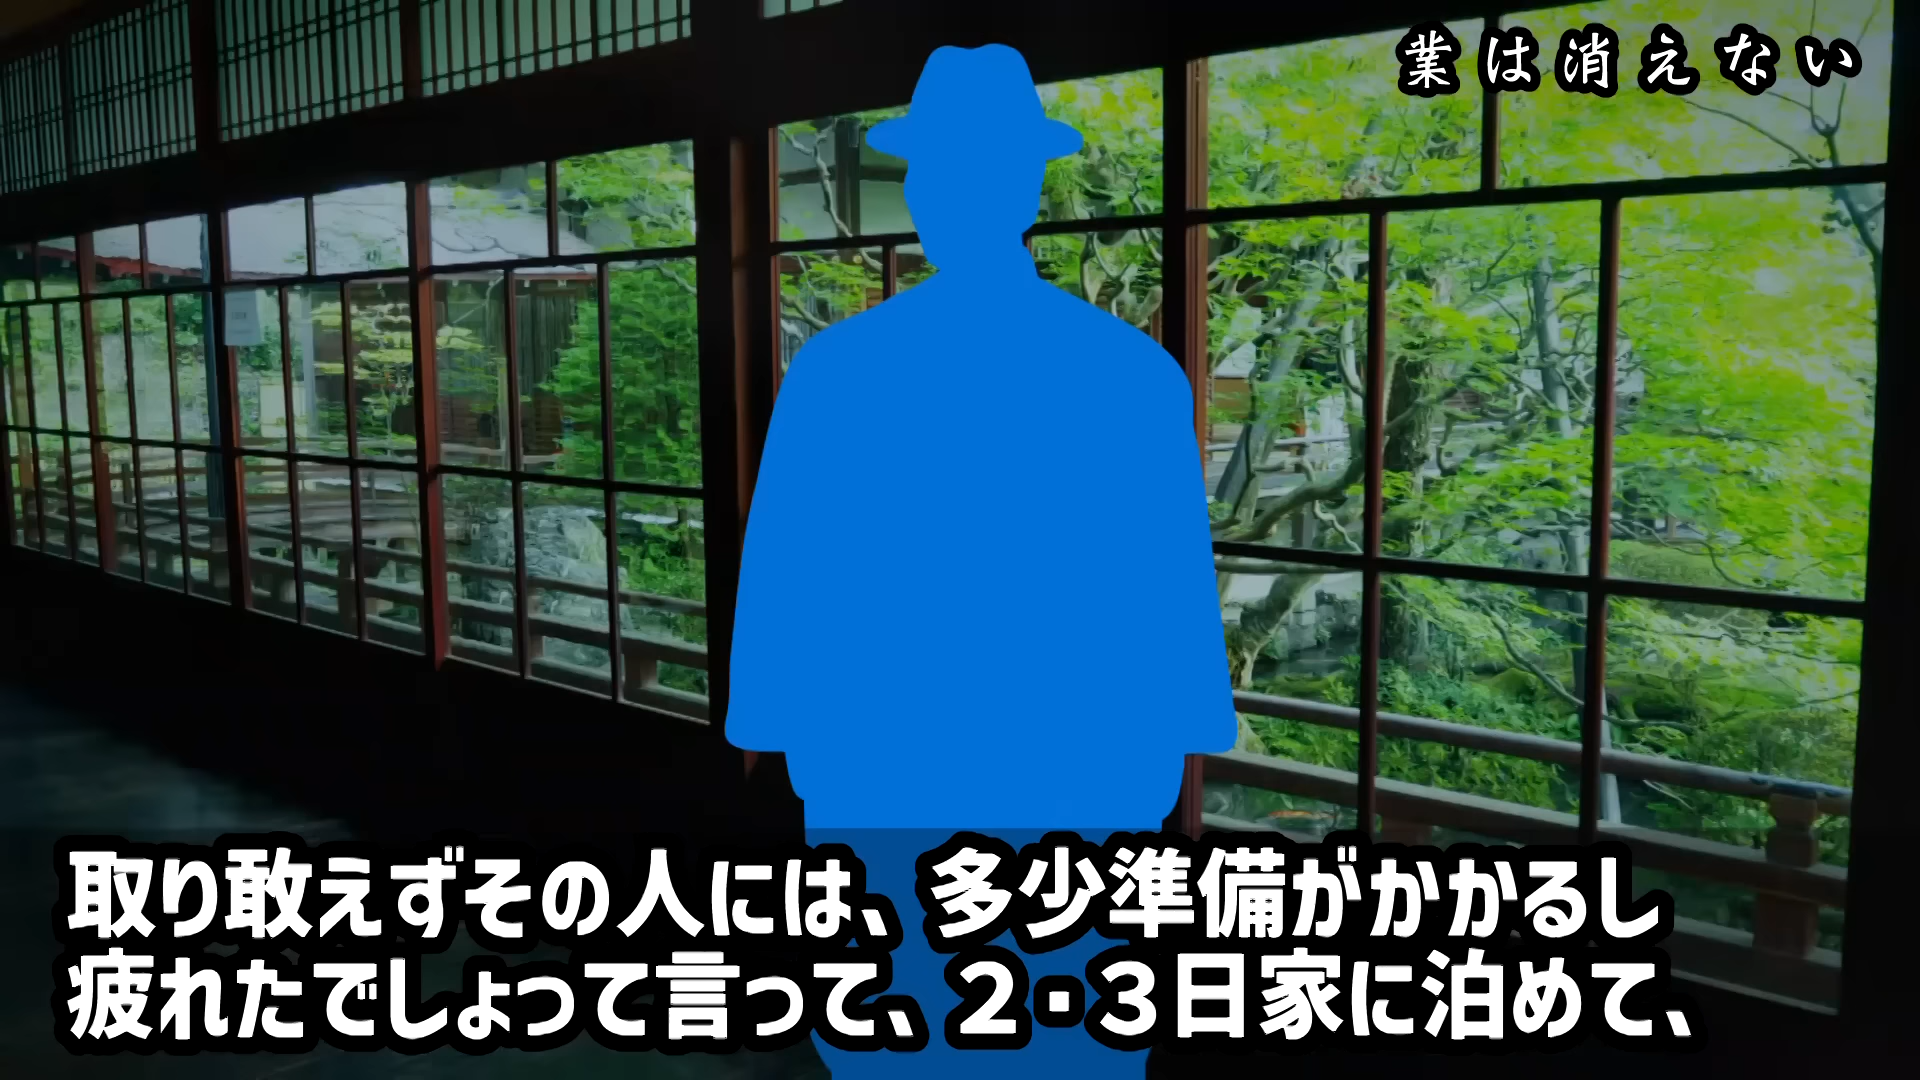 業は消えない
取り敢えずその人には、多少準備がかかるし
疲れたでしょって言って、２・３日家に泊めて、